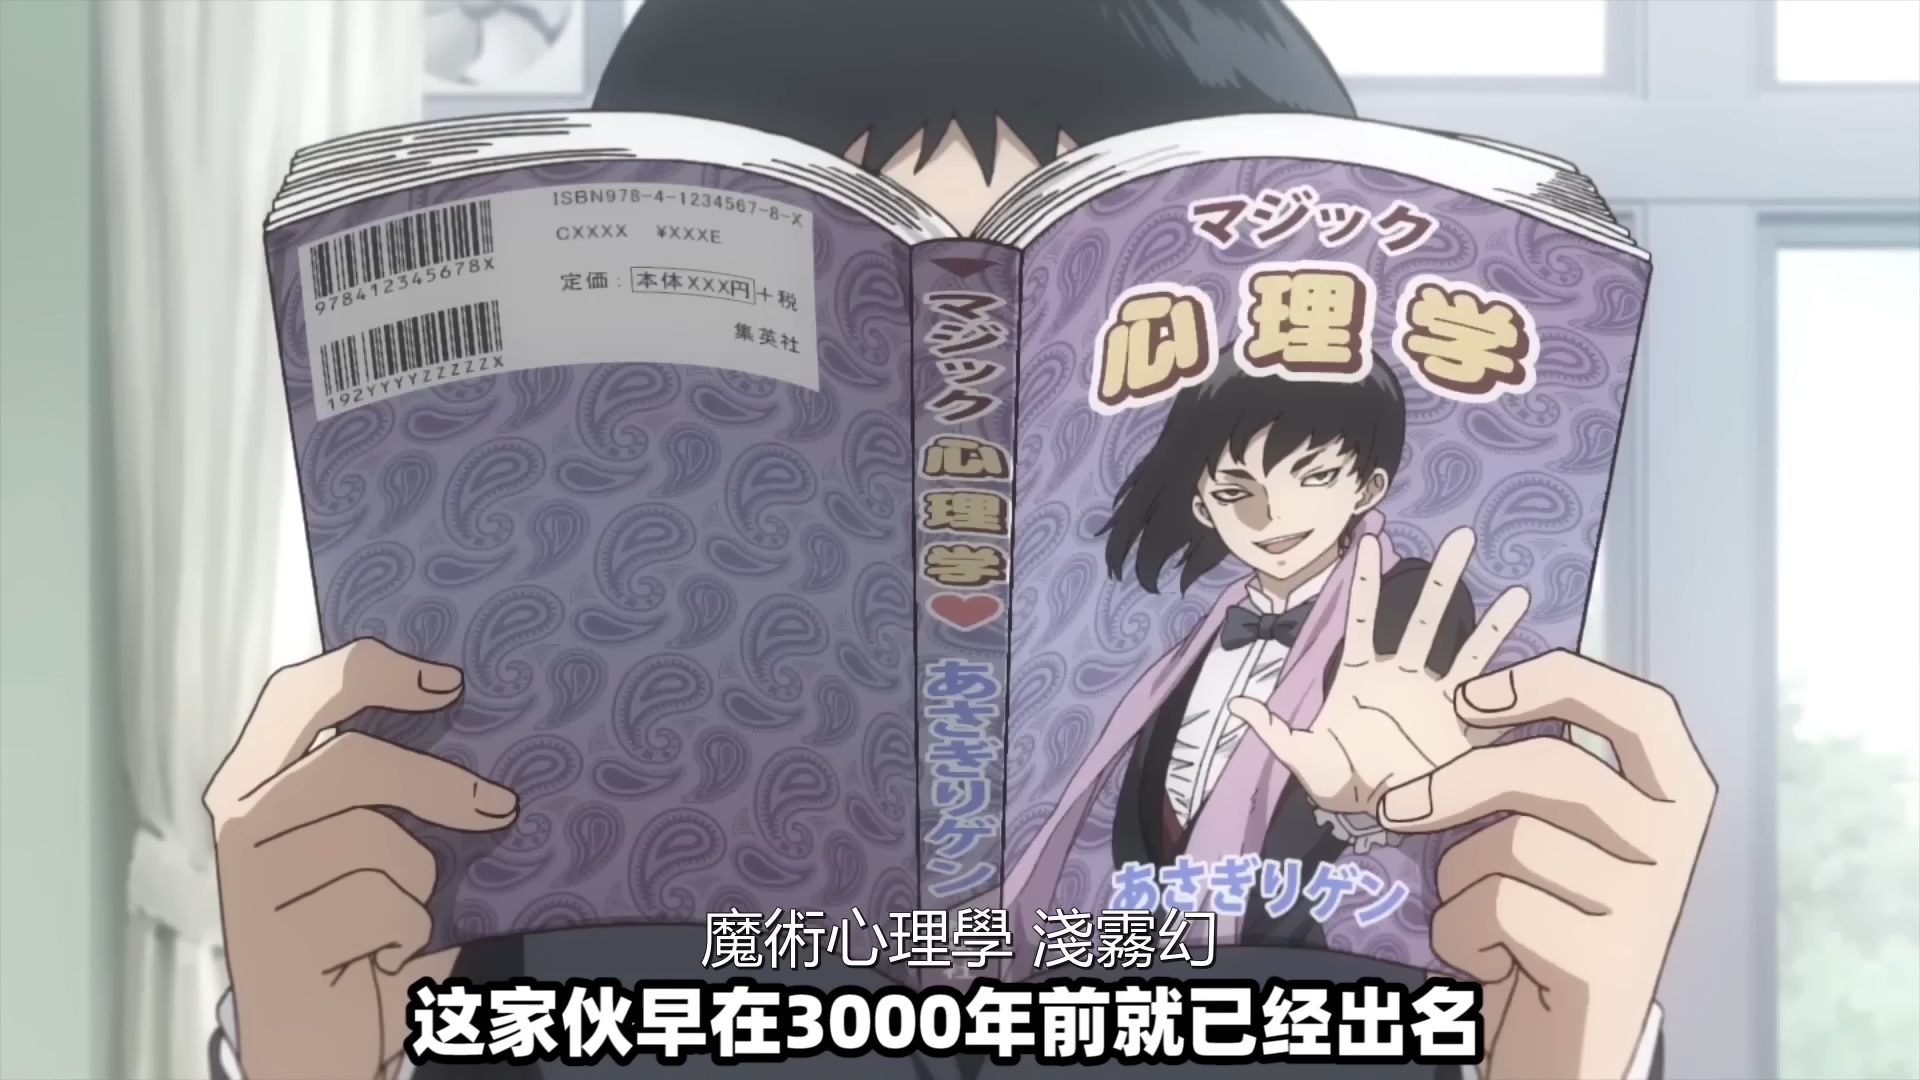 ISBN978-4-1234567-8-X
CXXXX ¥XXXE
定価：本体XXX円＋税
集英社
978412345678X
192YYYYZZZZZX
マジック心理学♥あさぎりゲン
マジック
心理学
あさぎりゲン
魔術心理學 淺霧幻
这家伙早在3000年前就已经出名